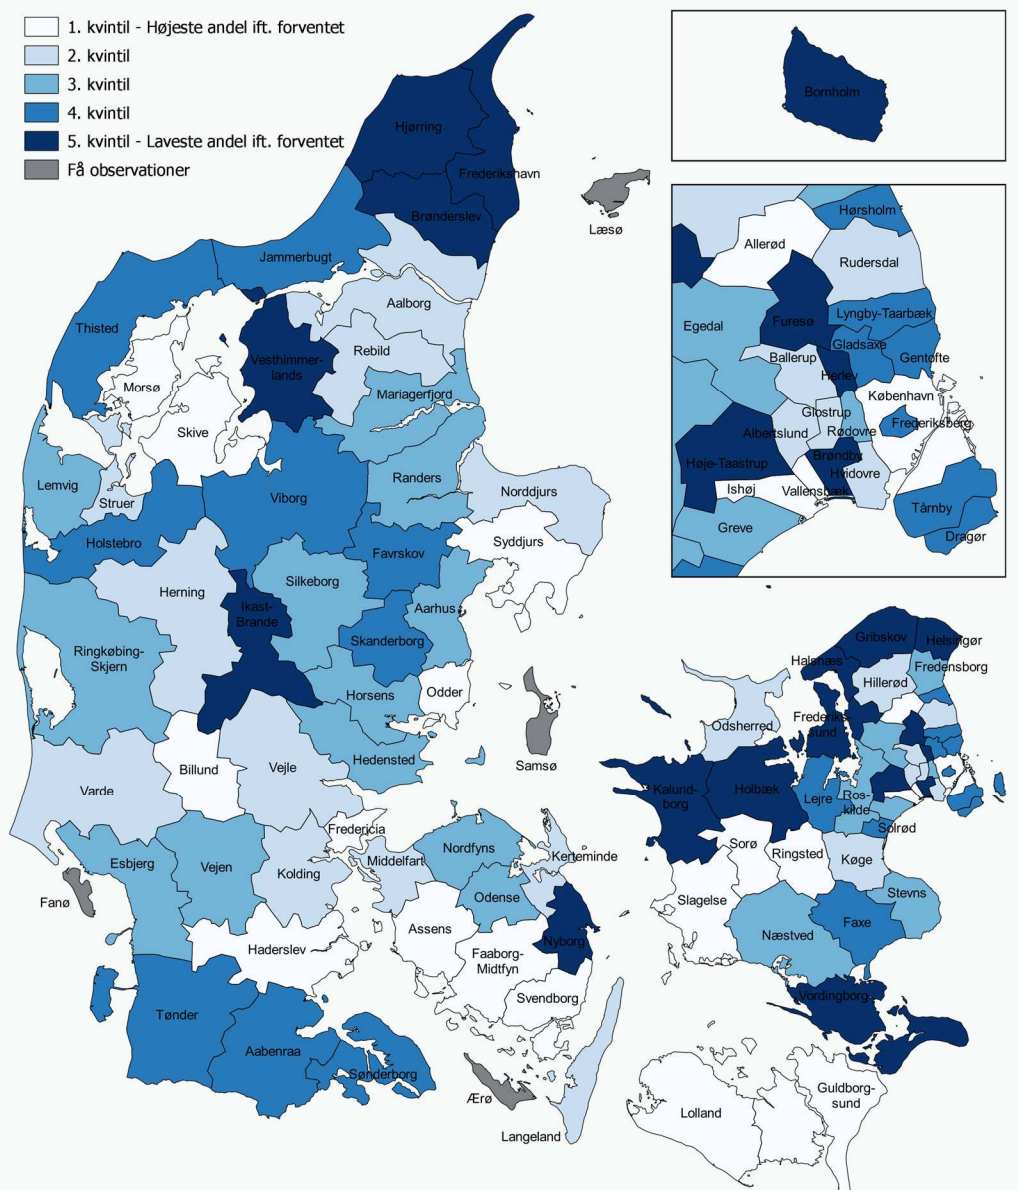 1. kvintil - Højeste andel ift. forventet
2. kvintil
3. kvintil
4. kvintil
5. kvintil - Laveste andel ift. forventet
Få observationer
Bornholm
Hjørring
Frederikshavn
Brønderslev
Læsø
Jammerbugt
Aalborg
Thisted
Vesthimmer-
lands
Rebild
Morsø
Mariagerfjord
Skive
Lemvig
Struer
Viborg
Randers
Norddjurs
Holstebro
Syddjurs
Favrskov
Herning
Silkeborg
Ikast-
Brande
Aarhus
Ringkøbing-
Skjern
Skanderborg
Horsens
Odder
Billund
Vejle
Hedensted
Samsø
Varde
Fredericia
Esbjerg
Vejen
Kolding
Middelfart
Nordfyns
Kerteminde
Fanø
Odense
Haderslev
Assens
Nyborg
Faaborg-
Midtfyn
Svendborg
Tønder
Aabenraa
Sønderborg
Ærø
Langeland
Allerød
Hørsholm
Rudersdal
Egedal
Furesø
Lyngby-Taarbæk
Gladsaxe
Ballerup
Gentofte
Herlev
København
Glostrup
Frederiksberg
Albertslund
Rødovre
Brøndby
Høje-Taastrup
Hvidovre
Ishøj
Vallensbæk
Greve
Tårnby
Dragør
Gribskov
Helsingør
Halsnæs
Fredensborg
Hillerød
Odsherred
Frederiks-
sund
Kalund-
borg
Holbæk
Lejre
Ros-
kilde
Solrød
Sorø
Ringsted
Køge
Slagelse
Stevns
Faxe
Næstved
Vordingborg
Lolland
Guldborg-
sund